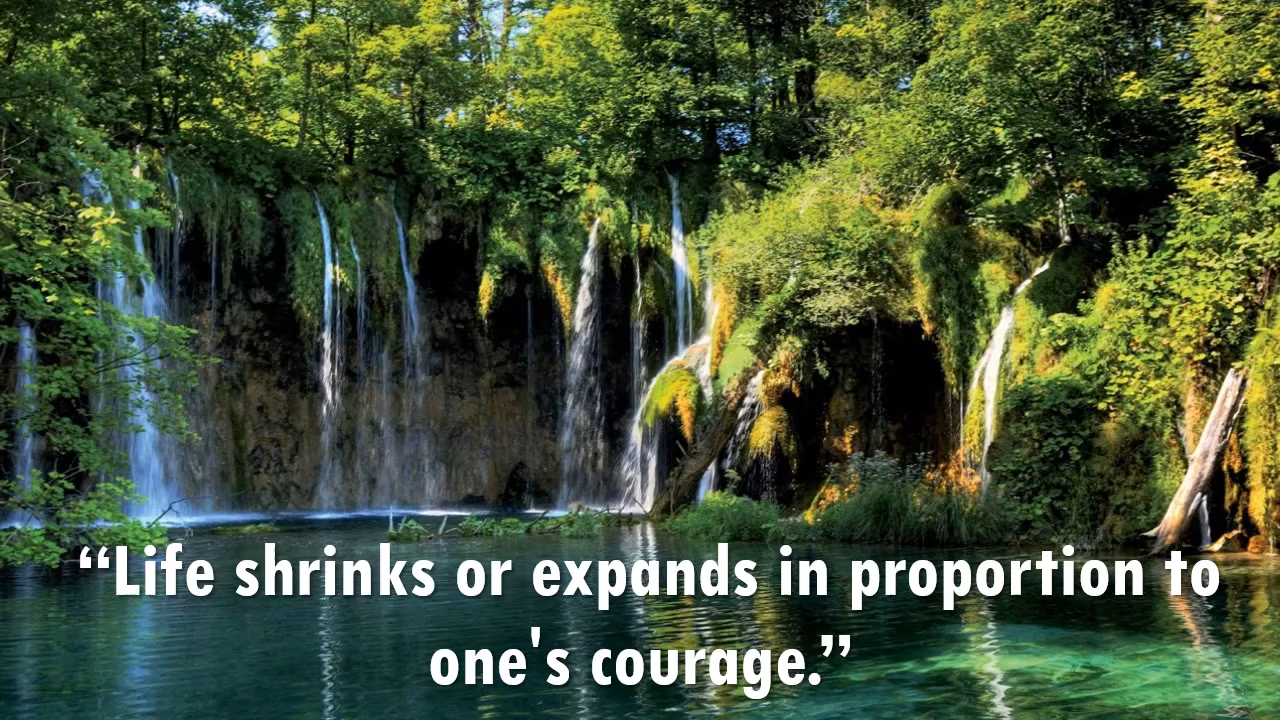 “Life shrinks or expands in proportion to
one's courage.”